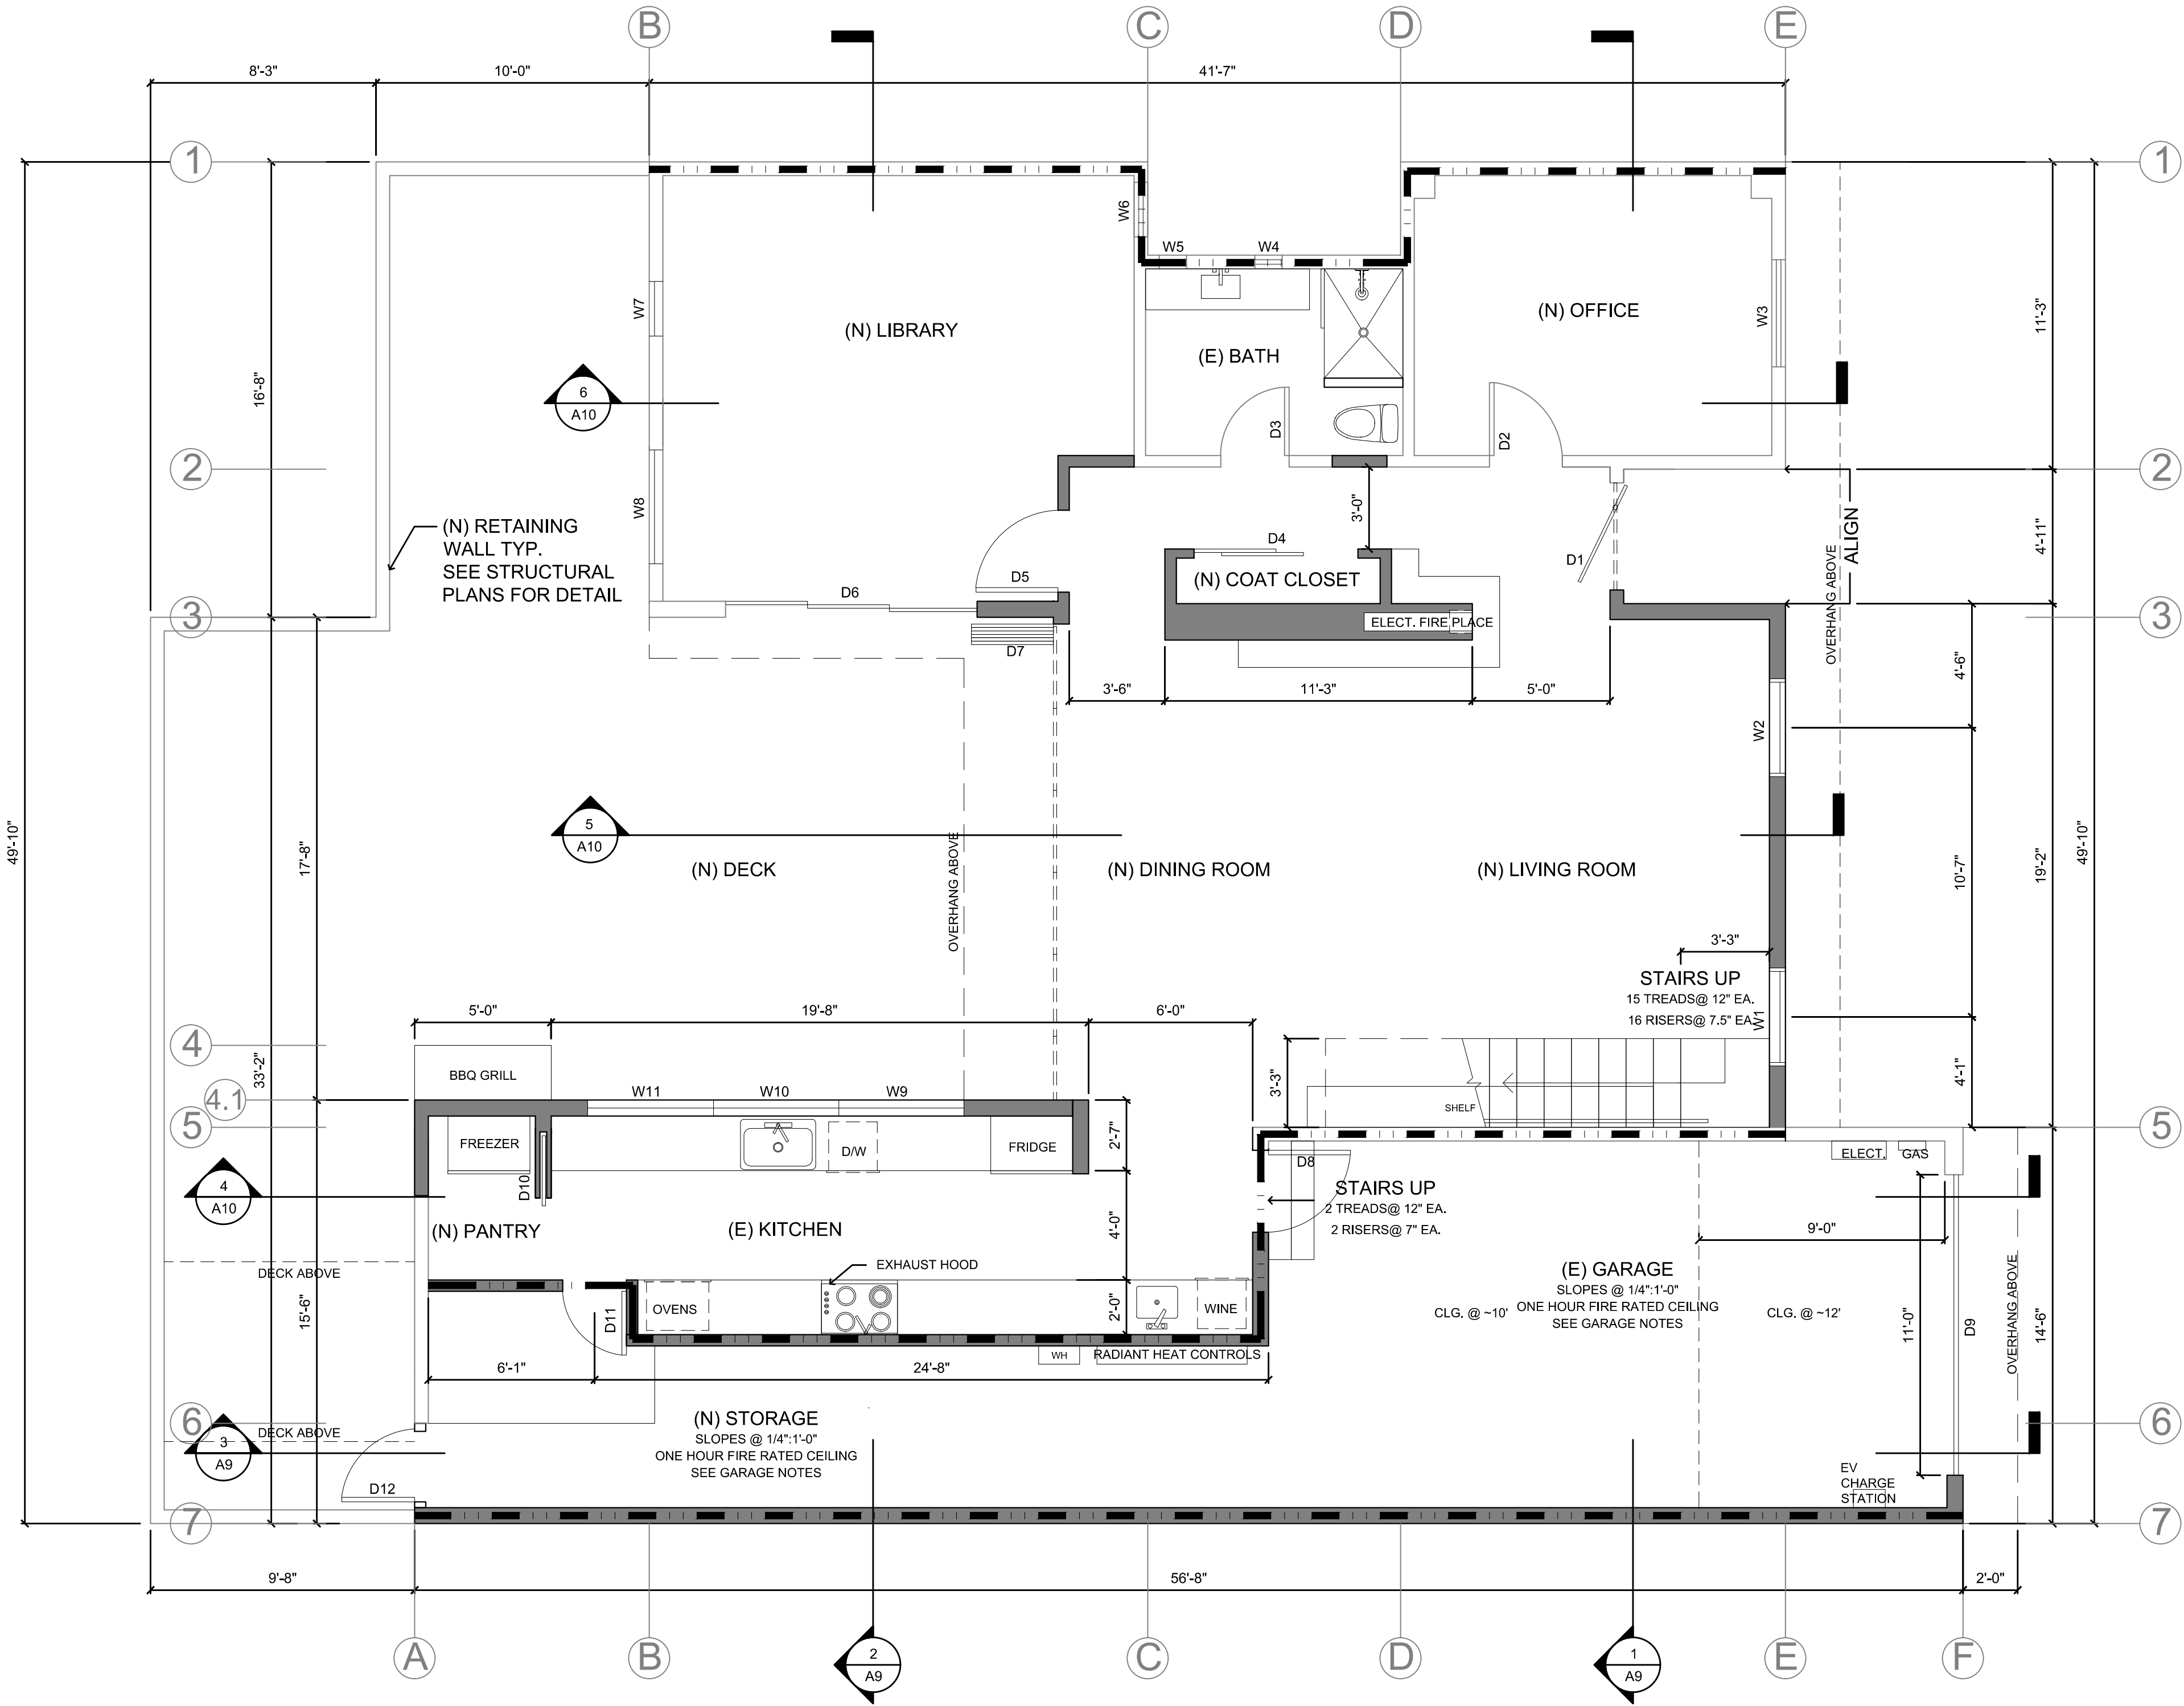 B
C
D
E
8'-3"
10'-0"
41'-7"
1
1
W6
W5
W4
W7
(N) LIBRARY
(N) OFFICE
W3
11'-3"
(E) BATH
16'-8"
6
A10
D3
D2
2
2
W8
3'-0"
(N) RETAINING
WALL TYP.
SEE STRUCTURAL
PLANS FOR DETAIL
ALIGN
4'-11"
OVERHANG ABOVE
D4
D1
D5
(N) COAT CLOSET
D6
3
3
ELECT. FIRE PLACE
D7
4'-6"
3'-6"
11'-3"
5'-0"
W2
49'-10"
5
A10
17'-8"
(N) DECK
OVERHANG ABOVE
(N) DINING ROOM
(N) LIVING ROOM
10'-7"
19'-2"
49'-10"
3'-3"
STAIRS UP
15 TREADS@ 12" EA.
16 RISERS@ 7.5" EA.
W1
5'-0"
19'-8"
6'-0"
4
33'-2"
BBQ GRILL
3'-3"
4'-1"
4.1
W11
W10
W9
SHELF
5
5
FREEZER
D/W
FRIDGE
2'-7"
D8
ELECT.
GAS
4
A10
D10
STAIRS UP
2 TREADS@ 12" EA.
2 RISERS@ 7" EA.
(N) PANTRY
(E) KITCHEN
4'-0"
9'-0"
DECK ABOVE
EXHAUST HOOD
(E) GARAGE
SLOPES @ 1/4":1'-0"
ONE HOUR FIRE RATED CEILING
SEE GARAGE NOTES
CLG. @ ~10'
CLG. @ ~12'
15'-6"
D11
OVENS
2'-0"
WINE
11'-0"
D9
OVERHANG ABOVE
14'-6"
WH
RADIANT HEAT CONTROLS
6'-1"
24'-8"
6
6
DECK ABOVE
3
A9
(N) STORAGE
SLOPES @ 1/4":1'-0"
ONE HOUR FIRE RATED CEILING
SEE GARAGE NOTES
D12
EV
CHARGE
STATION
7
7
9'-8"
56'-8"
2'-0"
A
B
2
A9
C
D
1
A9
E
F